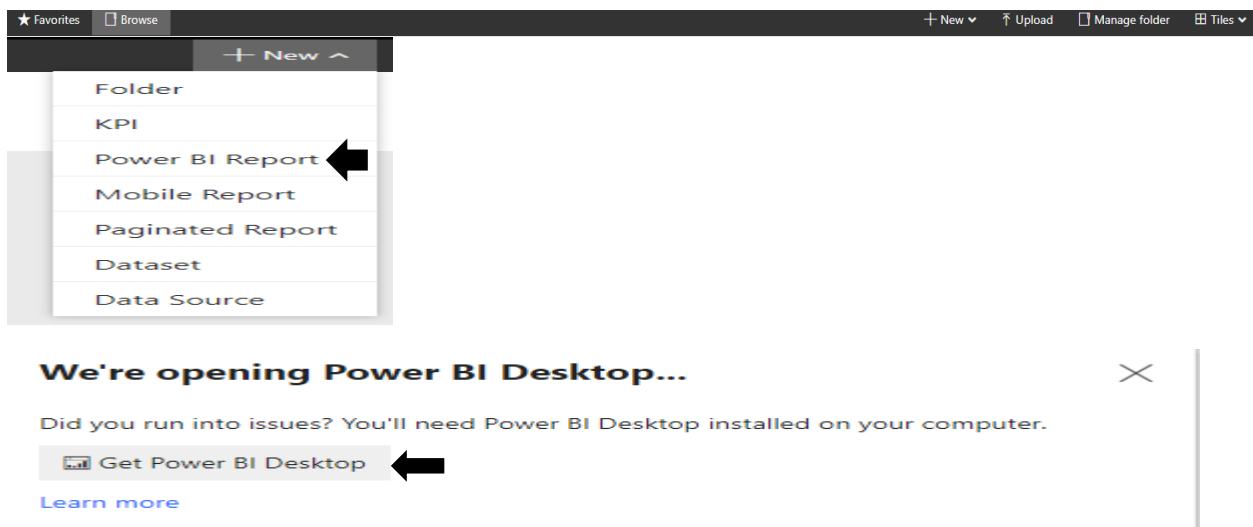 Favorites Browse New Upload Manage folder Tiles
New
Folder
KPI
Power BI Report
Mobile Report
Paginated Report
Dataset
Data Source
We're opening Power BI Desktop...
Did you run into issues? You'll need Power BI Desktop installed on your computer.
Get Power BI Desktop
Learn more